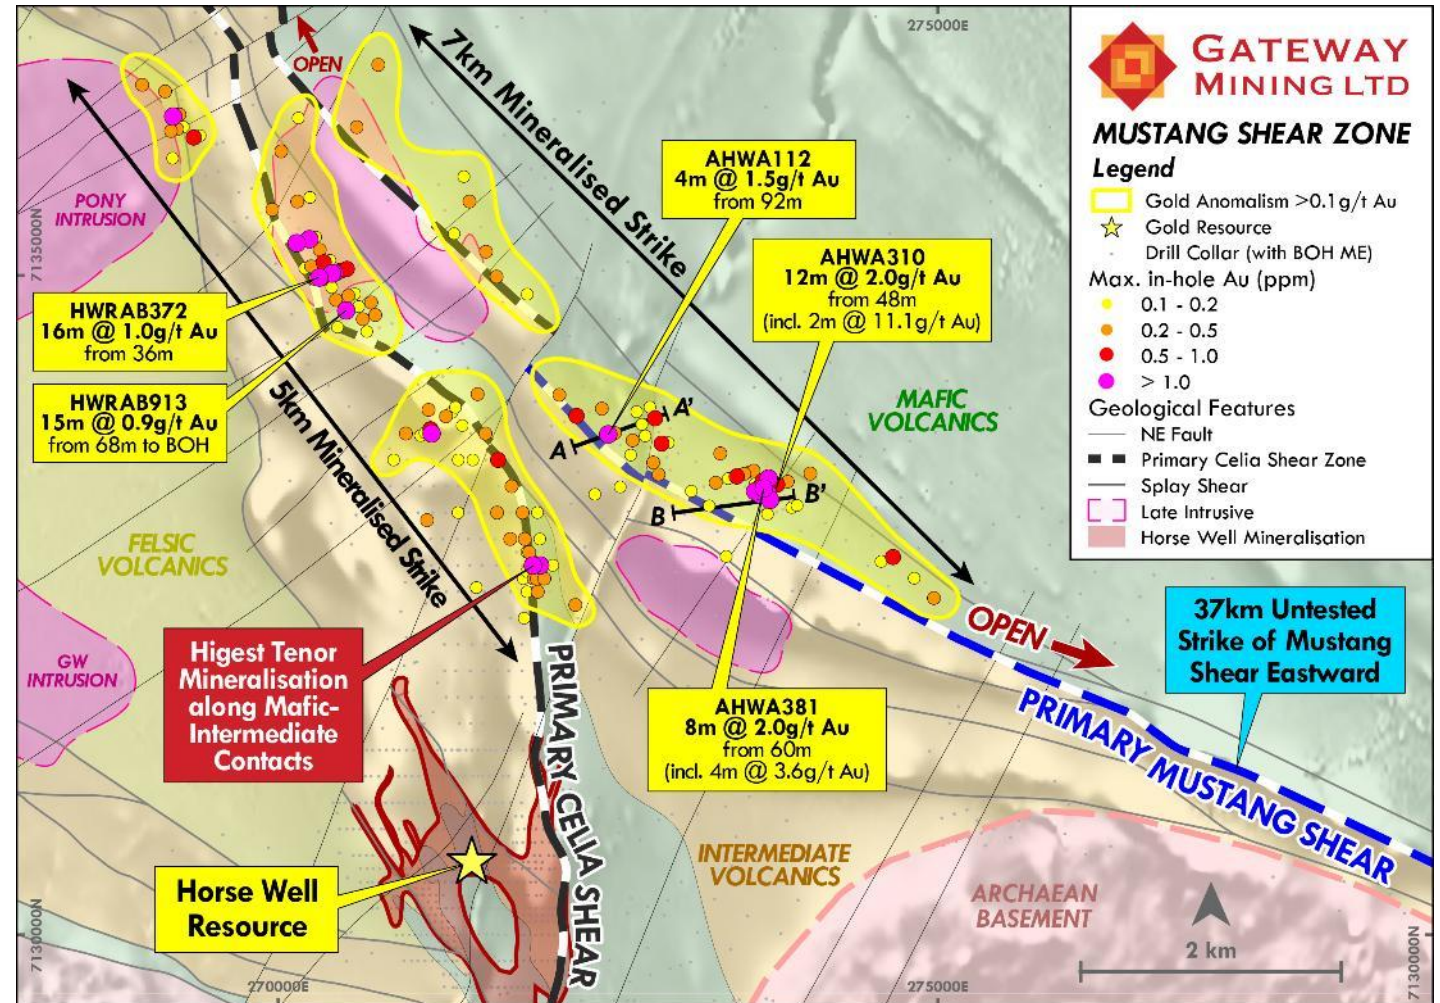 275000E
GATEWAY
MINING LTD
MUSTANG SHEAR ZONE
Legend
Gold Anomalism >0.1g/t Au
Gold Resource
Drill Collar (with BOH ME)
Max. in-hole Au (ppm)
0.1 - 0.2
0.2 - 0.5
0.5 - 1.0
> 1.0
Geological Features
NE Fault
Primary Celia Shear Zone
Splay Shear
Late Intrusive
Horse Well Mineralisation
OPEN
7km Mineralised Strike
PONY
INTRUSION
7135000N
AHWA112
4m @ 1.5g/t Au
from 92m
AHWA310
12m @ 2.0g/t Au
from 48m
(incl. 2m @ 11.1g/t Au)
HWRAB372
16m @ 1.0g/t Au
from 36m
HWRAB913
15m @ 0.9g/t Au
from 68m to BOH
5km Mineralised Strike
MAFIC
VOLCANICS
A
A'
B
B'
FELSIC
VOLCANICS
GW
INTRUSION
Higest Tenor
Mineralisation
along Mafic-
Intermediate
Contacts
OPEN
37km Untested
Strike of Mustang
Shear Eastward
AHWA381
8m @ 2.0g/t Au
from 60m
(incl. 4m @ 3.6g/t Au)
PRIMARY CELIA SHEAR
PRIMARY MUSTANG SHEAR
Horse Well
Resource
INTERMEDIATE
VOLCANICS
ARCHAEAN
BASEMENT
2 km
7130000N
270000E
275000E
7130000N